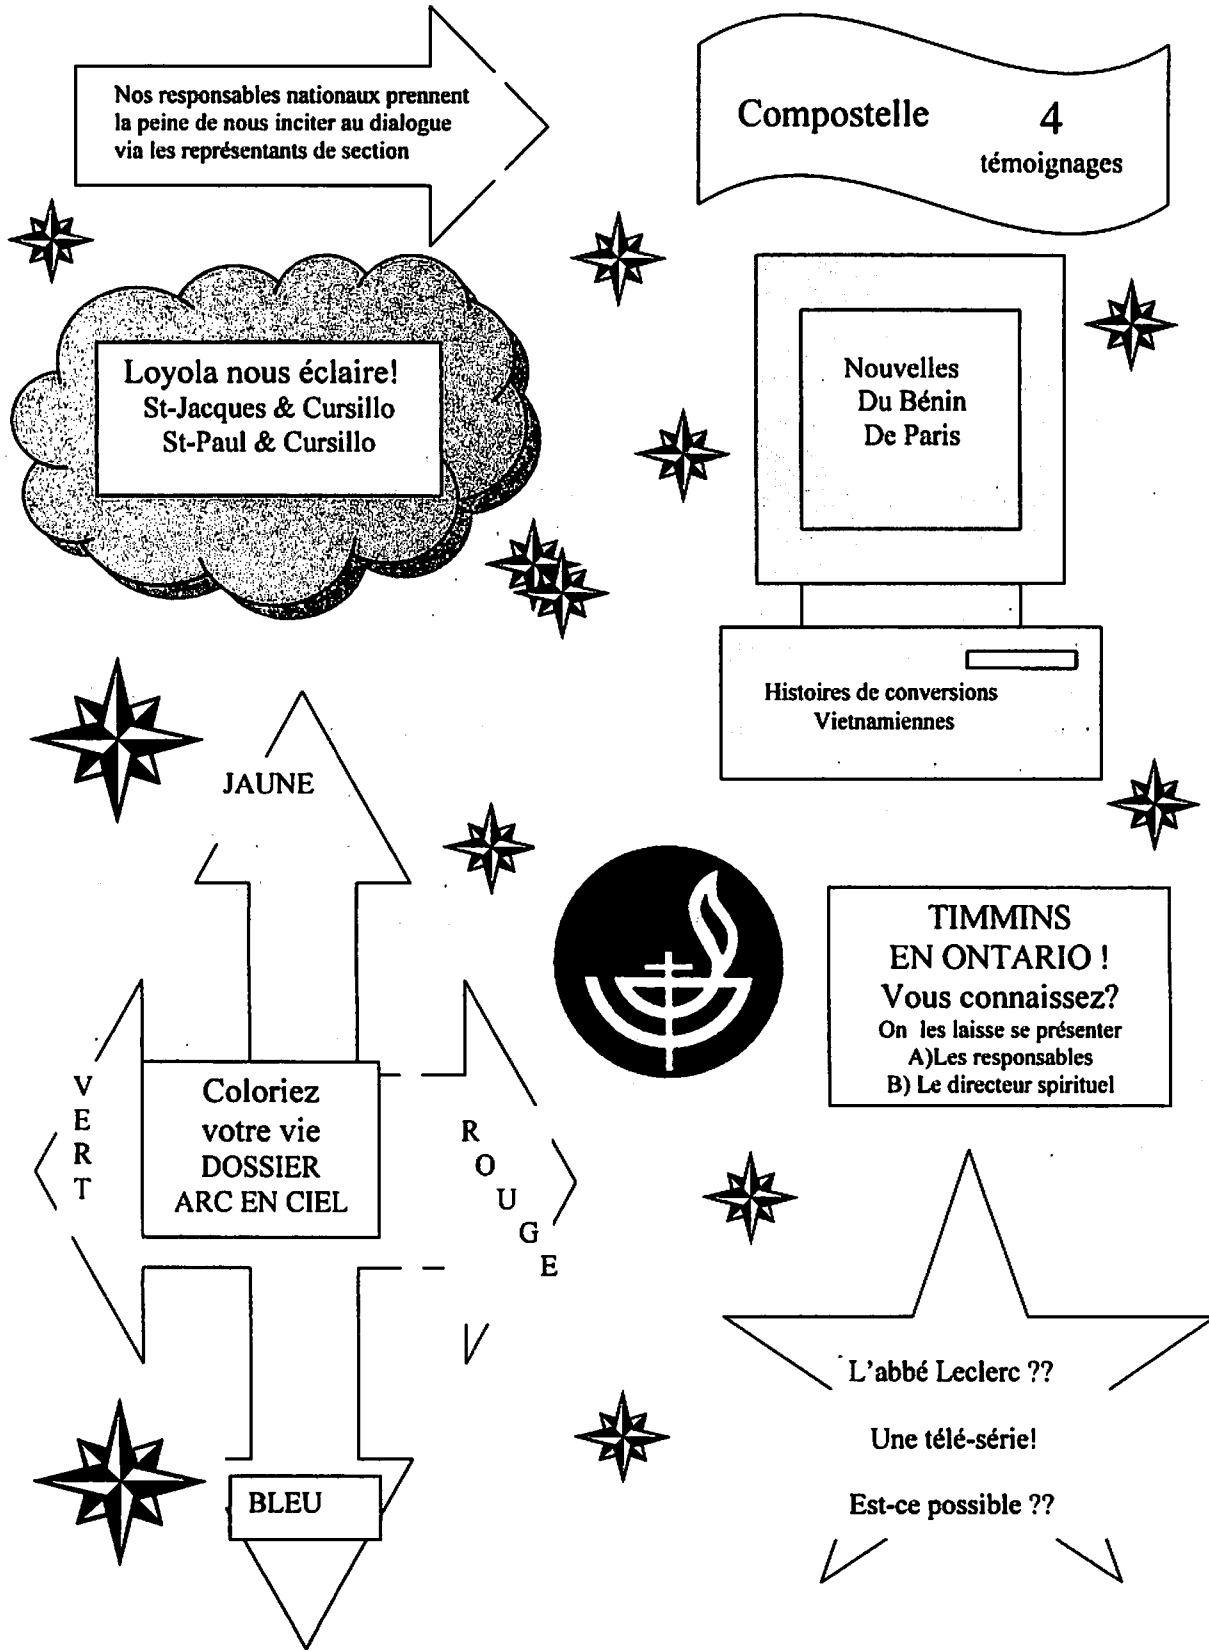 Nos responsables nationaux prennent
la peine de nous inciter au dialogue
via les représentants de section
Compostelle 4
témoignages
Loyola nous éclaire!
St-Jacques & Cursillo
St-Paul & Cursillo
Nouvelles
Du Bénin
De Paris
Histoires de conversions
Vietnamiennes
JAUNE
TIMMINS
EN ONTARIO !
Vous connaissez?
On les laisse se présenter
A)Les responsables
B) Le directeur spirituel
VERT
Coloriez
votre vie
DOSSIER
ARC EN CIEL
ROUGE
BLEU
L'abbé Leclerc ??
Une télé-série!
Est-ce possible ??